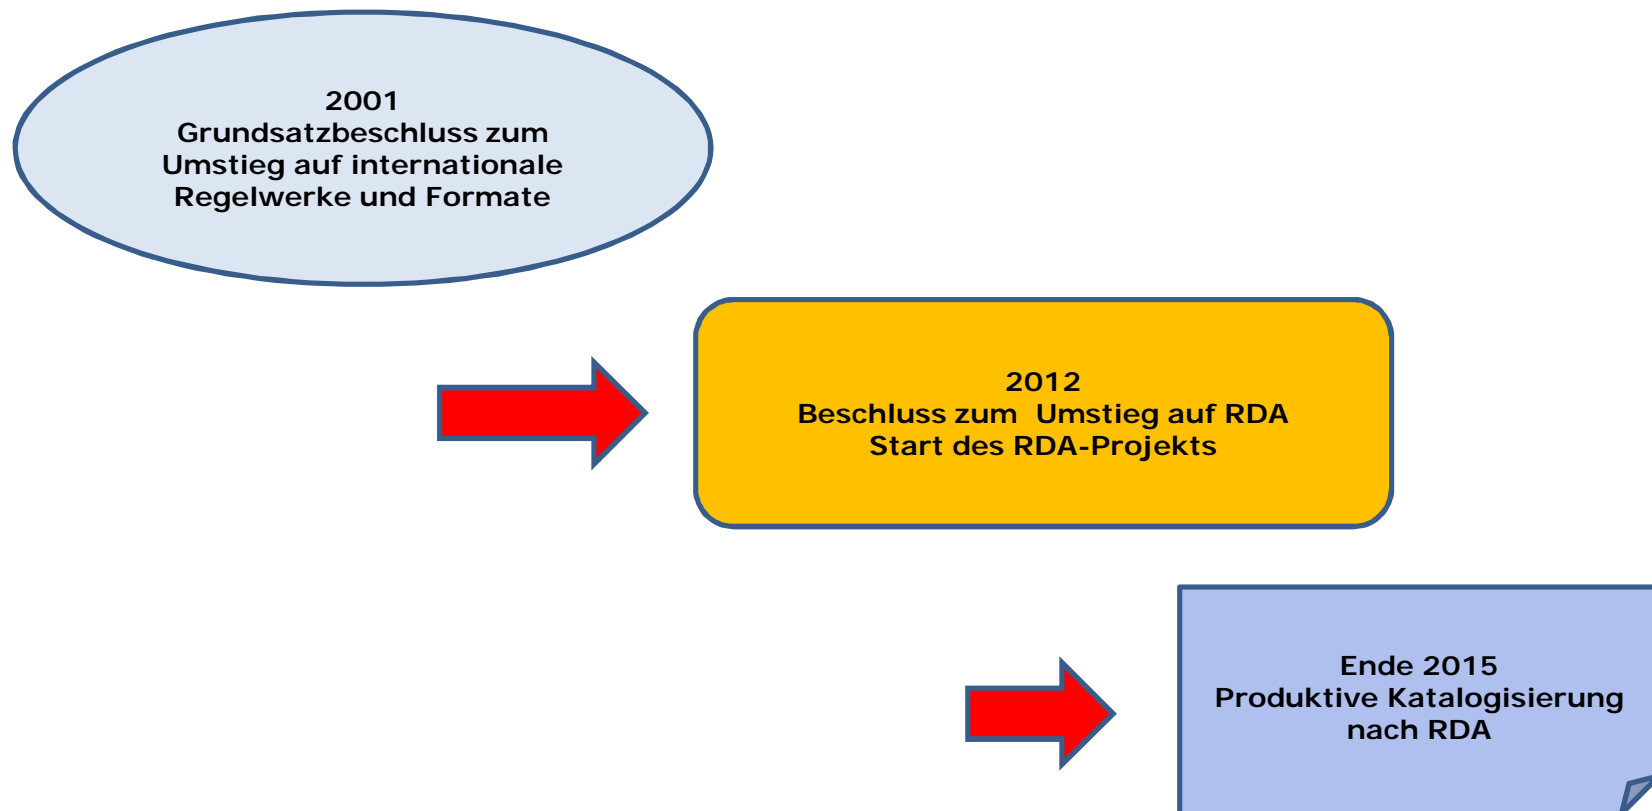 2001
Grundsatzbeschluss zum
Umstieg auf internationale
Regelwerke und Formate
2012
Beschluss zum  Umstieg auf RDA
Start des RDA-Projekts
Ende 2015
Produktive Katalogisierung
nach RDA